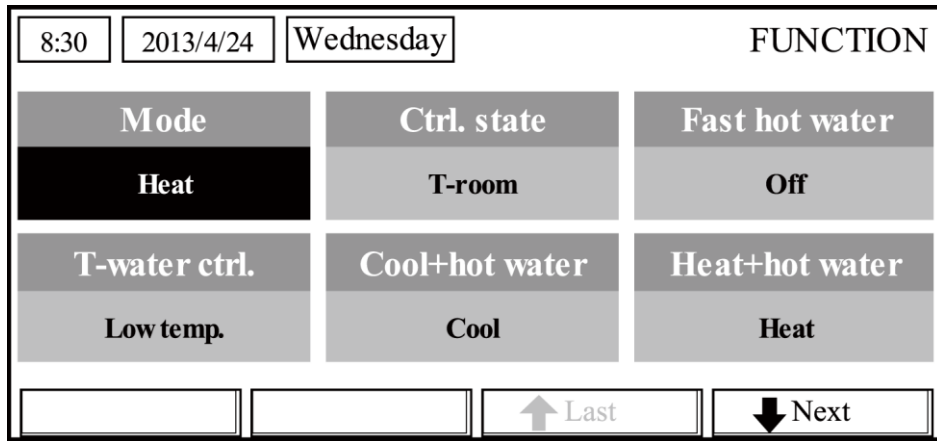 8:30 2013/4/24 Wednesday FUNCTION
Mode Ctrl. state Fast hot water
Heat T-room Off
T-water ctrl. Cool+hot water Heat+hot water
Low temp. Cool Heat
Last Next